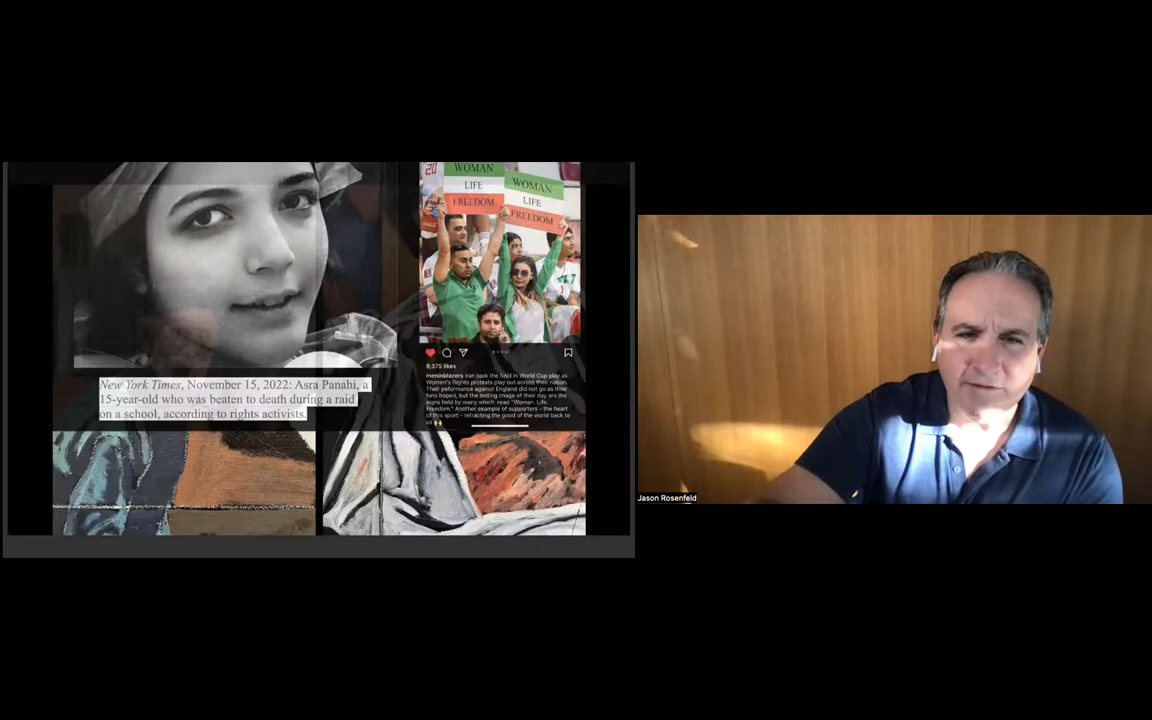 New York Times, November 15, 2022: Asra Panahi, a
15-year-old who was beaten to death during a raid
on a school, according to rights activists.
20
WOMAN
LIFE
FREEDOM
WOMAN
LIFE
FREEDOM
9,375 likes
meninblazers Iran took the field in World Cup play as
Women's Rights protests play out across their nation.
Their peformance against England did not go as their
fans hoped, but the lasting image of their day are the
signs held by many which read "Woman. Life.
Freedom." Another example of supporters - the heart
of this sport - refracting the good of the world back to
us
Jason Rosenfeld